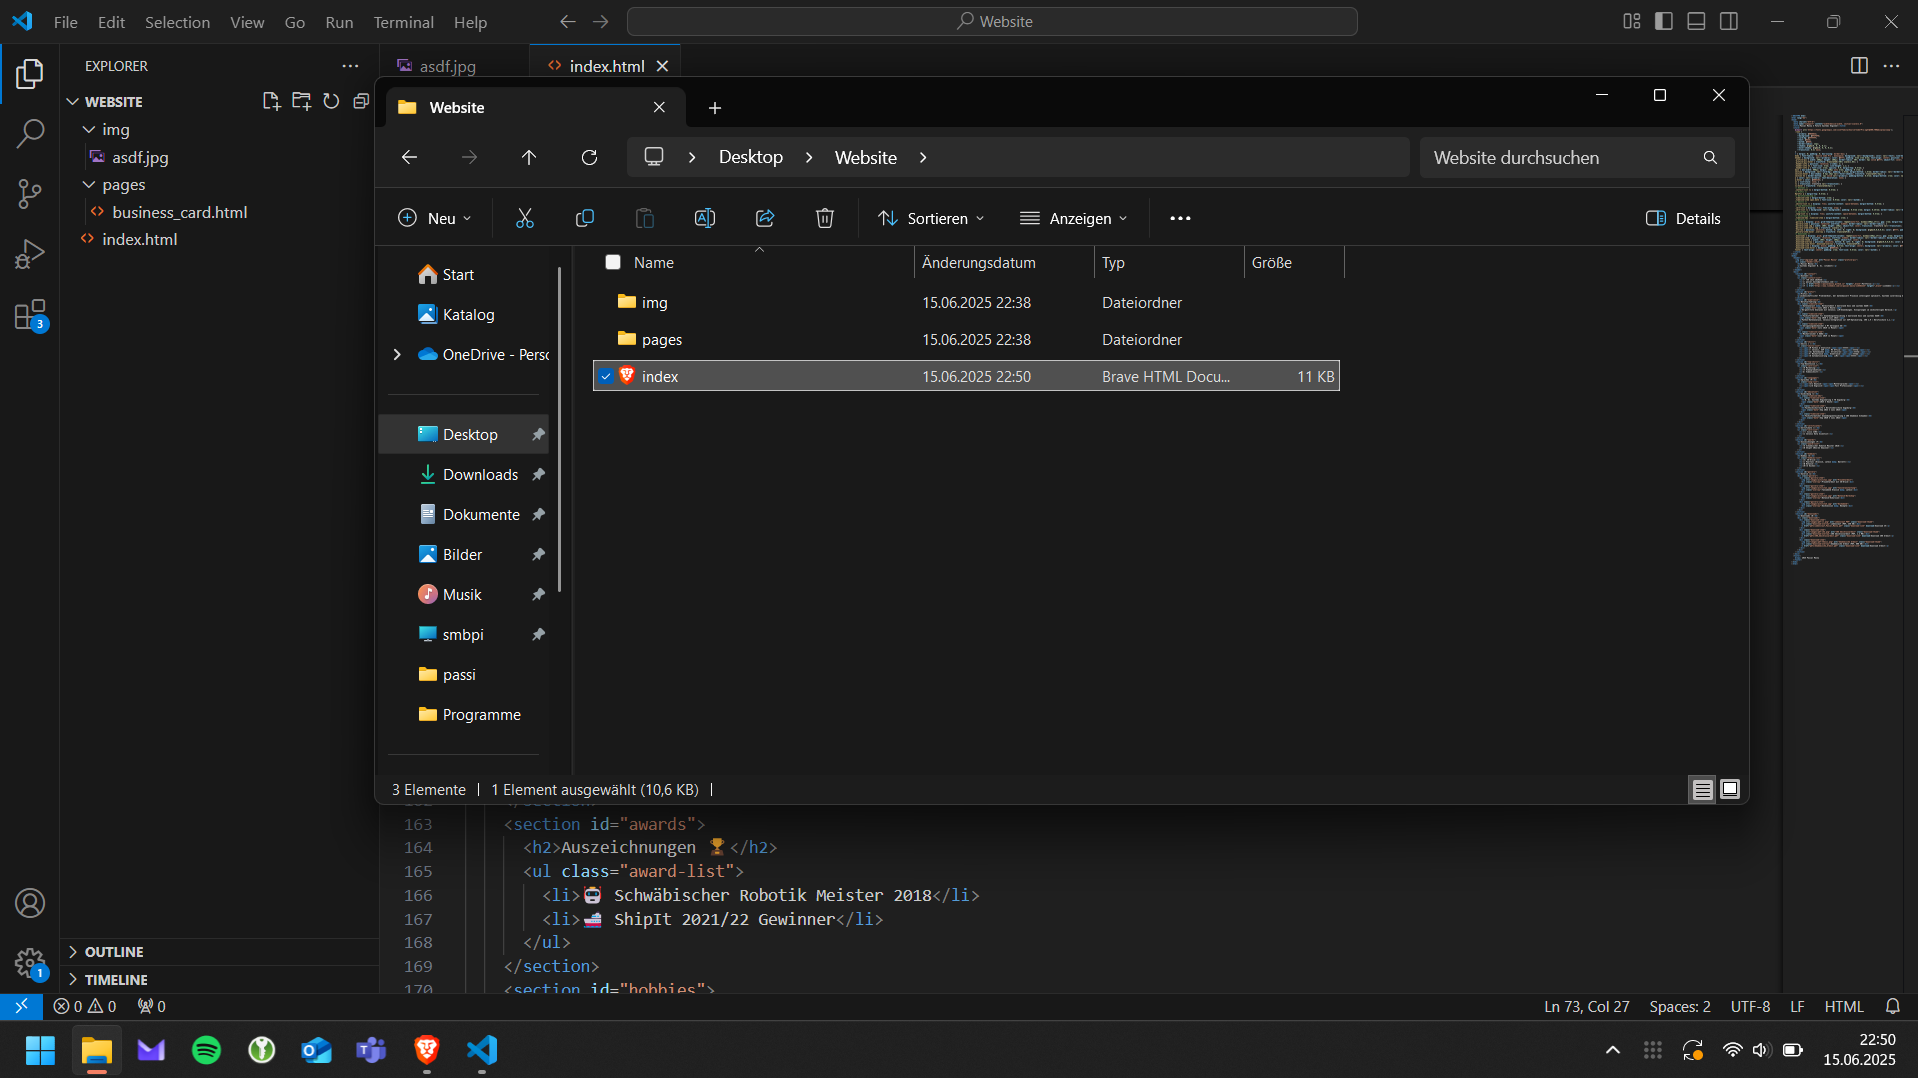 File Edit Selection View Go Run Terminal Help
Website
EXPLORER
asdf.jpg
index.html
WEBSITE
img
asdf.jpg
pages
business_card.html
index.html
3
Website
Desktop
Website
Website durchsuchen
Neu
Sortieren
Anzeigen
Details
Start
Katalog
OneDrive - Persc
Desktop
Downloads
Dokumente
Bilder
Musik
smbpi
passi
Programme
Name Änderungsdatum Typ Größe
img 15.06.2025 22:38 Dateiordner
pages 15.06.2025 22:38 Dateiordner
index 15.06.2025 22:50 Brave HTML Docu... 11 KB
3 Elemente
1 Element ausgewählt (10,6 KB)
163 <section id="awards">
164 <h2>Auszeichnungen 🏆</h2>
165 <ul class="award-list">
166 <li>🤖 Schwäbischer Robotik Meister 2018</li>
167 <li>🚢 ShipIt 2021/22 Gewinner</li>
168 </ul>
169 </section>
170 <section id="hobbies">
OUTLINE
1
TIMELINE
0 0 0
Ln 73, Col 27 Spaces: 2 UTF-8 LF HTML
22:50
15.06.2025